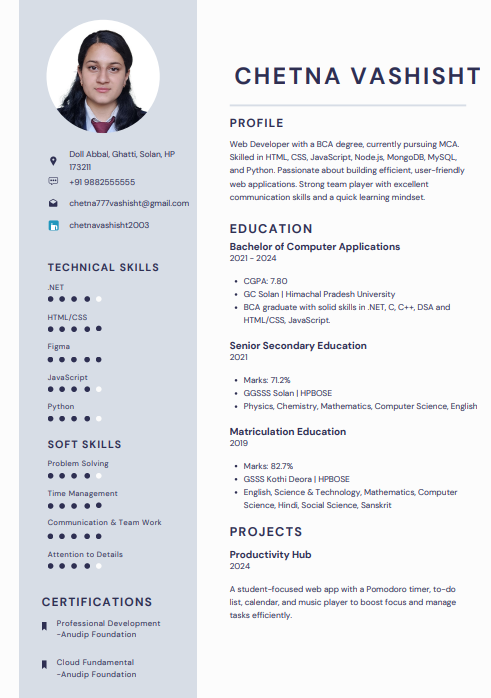 Doll Abbal, Ghatti, Solan, HP
173211
+91 9882555555
chetna777vashisht@gmail.com
chetnavashisht2003
TECHNICAL SKILLS
.NET
HTML/CSS
Figma
JavaScript
Python
SOFT SKILLS
Problem Solving
Time Management
Communication & Team Work
Attention to Details
CERTIFICATIONS
Professional Development
-Anudip Foundation
Cloud Fundamental
-Anudip Foundation
CHETNA VASHISHT
PROFILE
Web Developer with a BCA degree, currently pursuing MCA.
Skilled in HTML, CSS, JavaScript, Node.js, MongoDB, MySQL,
and Python. Passionate about building efficient, user-friendly
web applications. Strong team player with excellent
communication skills and a quick learning mindset.
EDUCATION
Bachelor of Computer Applications
2021 - 2024
• CGPA: 7.80
• GC Solan | Himachal Pradesh University
• BCA graduate with solid skills in .NET, C, C++, DSA and
HTML/CSS, JavaScript.
Senior Secondary Education
2021
• Marks: 71.2%
• GGSSS Solan | HPBOSE
• Physics, Chemistry, Mathematics, Computer Science, English
Matriculation Education
2019
• Marks: 82.7%
• GSSS Kothi Deora | HPBOSE
• English, Science & Technology, Mathematics, Computer
Science, Hindi, Social Science, Sanskrit
PROJECTS
Productivity Hub
2024
A student-focused web app with a Pomodoro timer, to-do
list, calendar, and music player to boost focus and manage
tasks efficiently.